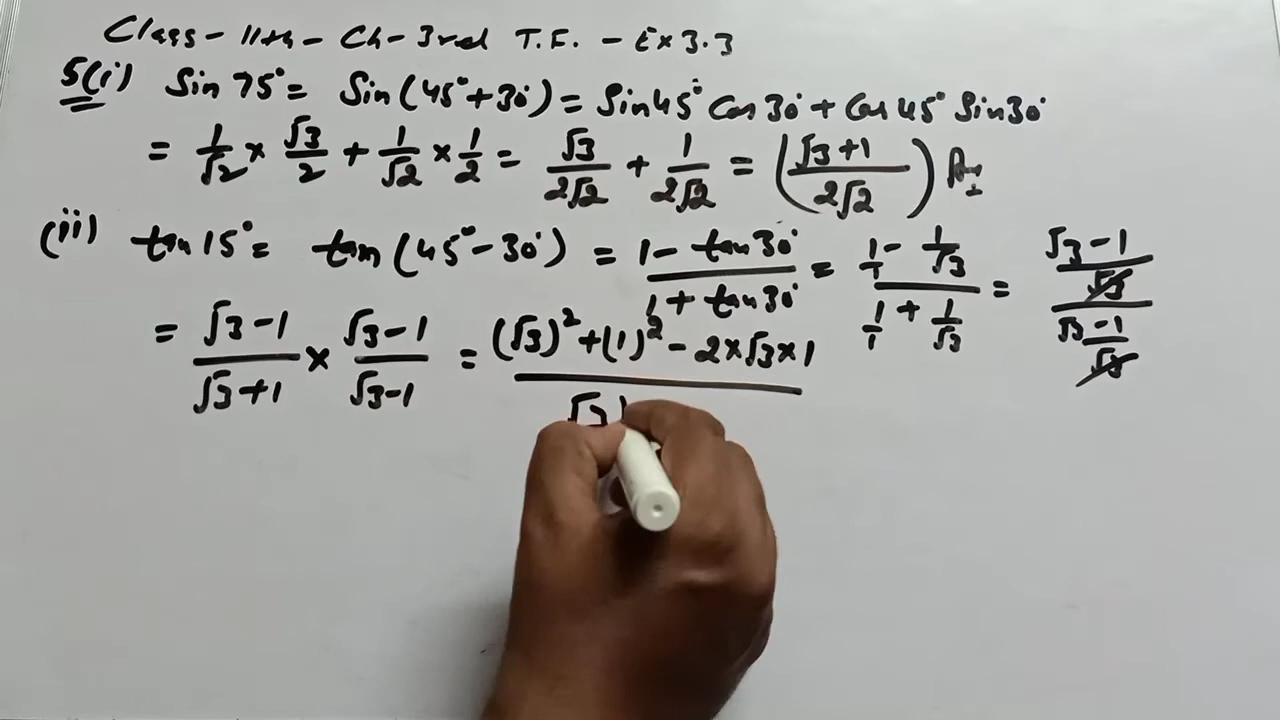 Class - 11th - Ch - 3rd T.F. - Ex 3.3
5(i) Sin 75° = Sin(45° + 30°) = Sin45° Cos 30° + Cos 45° Sin30°
= 1/√2 × √3/2 + 1/√2 × 1/2 = √3/2√2 + 1/2√2 = (√3+1/2√2) Ans
(ii) tan 15° = tan (45° - 30°) = 1 - tan30°/1 + tan30° = 1/1 - 1/√3 / 1/1 + 1/√3 = √3-1/√3 / √3-1/√3
= √3-1/√3+1 × √3-1/√3-1 = (√3)² + (1)² - 2×√3×1 / √3)